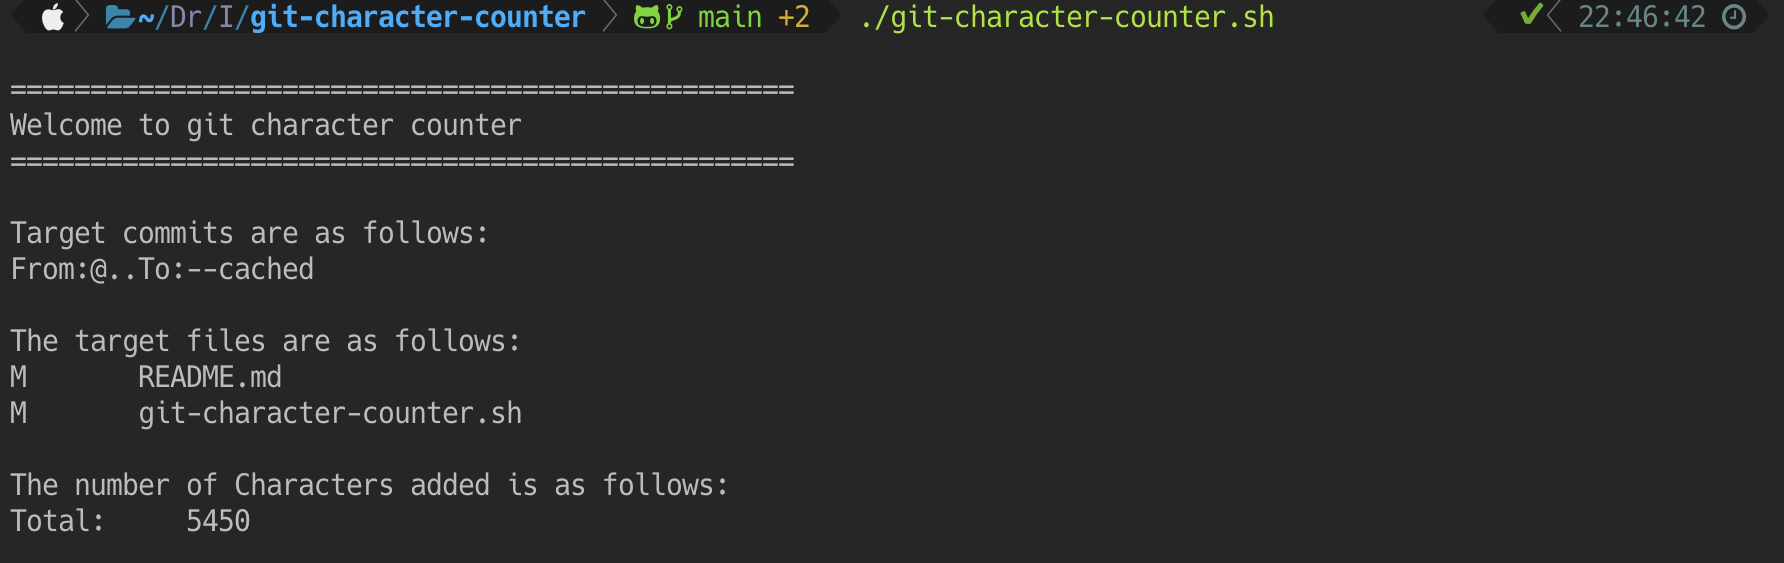 ~/Dr/I/git-character-counter main +2 ./git-character-counter.sh 22:46:42
=================================================
Welcome to git character counter
=================================================
Target commits are as follows:
From:@..To:--cached
The target files are as follows:
M README.md
M git-character-counter.sh
The number of Characters added is as follows:
Total: 5450